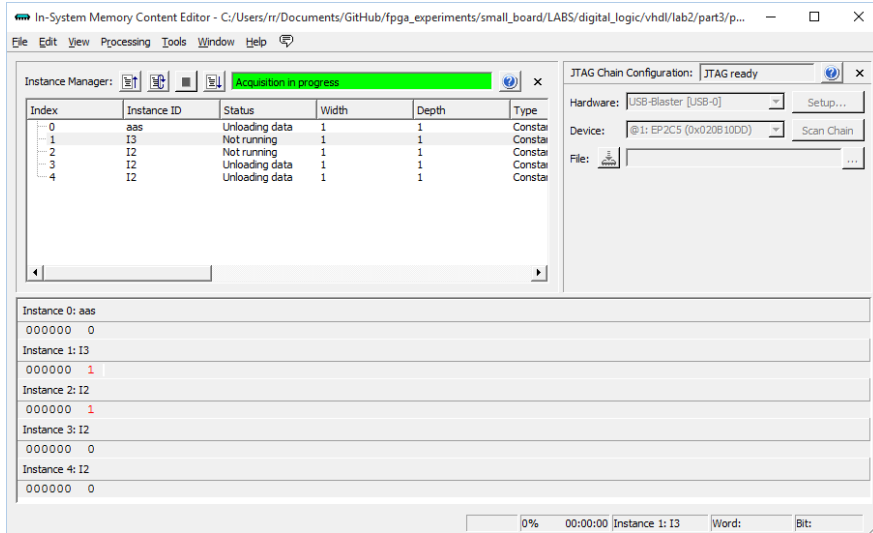 In-System Memory Content Editor - C:/Users/rr/Documents/GitHub/fpga_experiments/small_board/LABS/digital_logic/vhdl/lab2/part3/p...
File Edit View Processing Tools Window Help
Instance Manager: Acquisition in progress
Index Instance ID Status Width Depth Type
0 aas Unloading data 1 1 Constai
1 I3 Not running 1 1 Constai
2 I2 Not running 1 1 Constai
3 I2 Unloading data 1 1 Constai
4 I2 Unloading data 1 1 Constai
JTAG Chain Configuration: JTAG ready
Hardware: USB-Blaster [USB-0] Setup...
Device: @1: EP2C5 (0x020B10DD) Scan Chain
File: ...
Instance 0: aas
000000 0
Instance 1: I3
000000 1
Instance 2: I2
000000 1
Instance 3: I2
000000 0
Instance 4: I2
000000 0
0% 00:00:00 Instance 1: I3 Word: Bit: